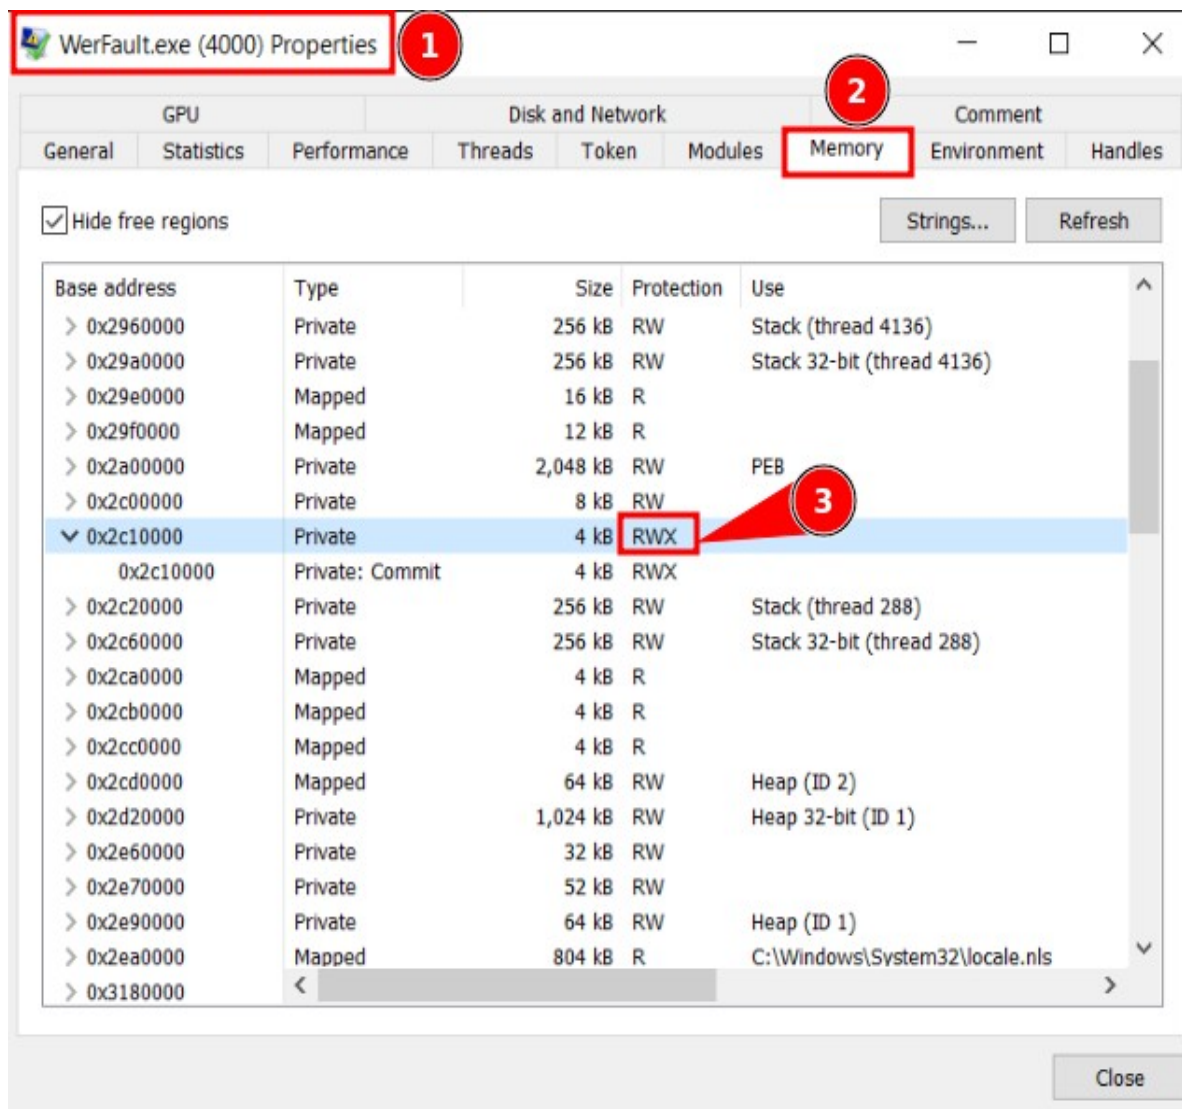 WerFault.exe (4000) Properties 1
2
GPU Disk and Network Comment
General Statistics Performance Threads Token Modules Memory Environment Handles
Hide free regions Strings... Refresh
Base address Type Size Protection Use
0x2960000 Private 256 kB RW Stack (thread 4136)
0x29a0000 Private 256 kB RW Stack 32-bit (thread 4136)
0x29e0000 Mapped 16 kB R
0x29f0000 Mapped 12 kB R
0x2a00000 Private 2,048 kB RW PEB
0x2c00000 Private 8 kB RW 3
0x2c10000 Private 4 kB RWX
0x2c10000 Private: Commit 4 kB RWX
0x2c20000 Private 256 kB RW Stack (thread 288)
0x2c60000 Private 256 kB RW Stack 32-bit (thread 288)
0x2ca0000 Mapped 4 kB R
0x2cb0000 Mapped 4 kB R
0x2cc0000 Mapped 4 kB R
0x2cd0000 Mapped 64 kB RW Heap (ID 2)
0x2d20000 Private 1,024 kB RW Heap 32-bit (ID 1)
0x2e60000 Private 32 kB RW
0x2e70000 Private 52 kB RW
0x2e90000 Private 64 kB RW Heap (ID 1)
0x2ea0000 Mapped 804 kB R C:\Windows\System32\locale.nls
0x3180000
Close